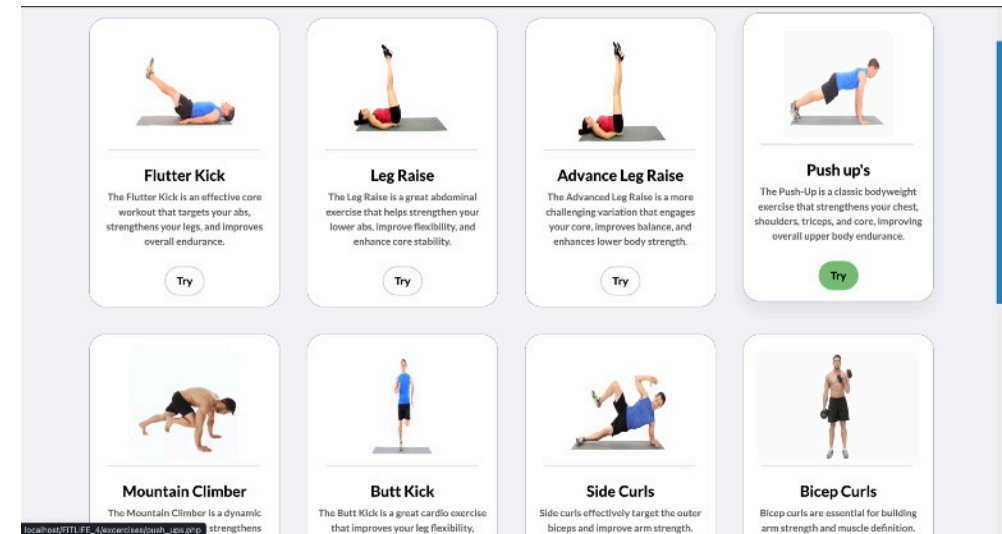 Flutter Kick
The Flutter Kick is an effective core
workout that targets your abs,
strengthens your legs, and improves
overall endurance.
Try
Leg Raise
The Leg Raise is a great abdominal
exercise that helps strengthen your
lower abs, improve flexibility, and
enhance core stability.
Try
Advance Leg Raise
The Advanced Leg Raise is a more
challenging variation that engages
your core, improves balance, and
enhances lower body strength.
Try
Push up's
The Push-Up is a classic bodyweight
exercise that strengthens your chest,
shoulders, triceps, and core, improving
overall upper body endurance.
Try
Mountain Climber
The Mountain Climber is a dynamic
strengthens
Butt Kick
The Butt Kick is a great cardio exercise
that improves your leg flexibility,
Side Curls
Side curls effectively target the outer
biceps and improve arm strength.
Bicep Curls
Bicep curls are essential for building
arm strength and muscle definition.
localhost/FITLIFE_4/excercises/push_ups.php